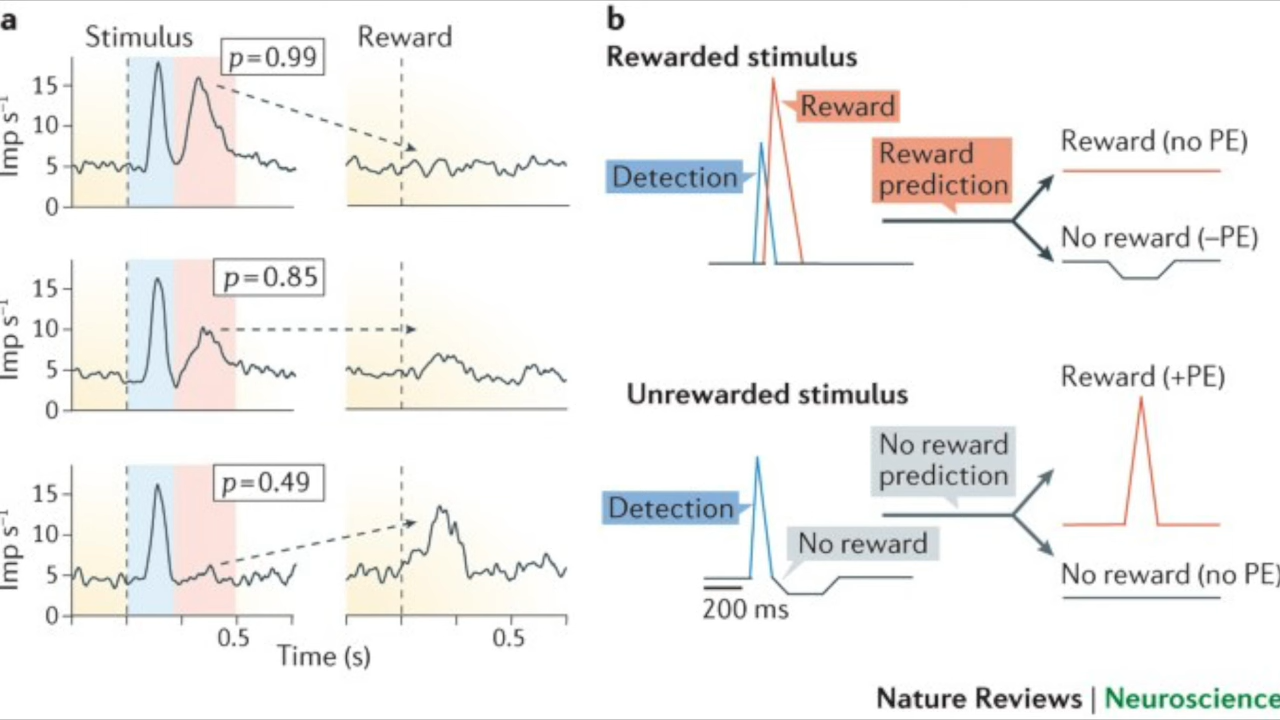 a
Stimulus
Reward
p=0.99
Imp s⁻¹
15
10
5
0
p=0.85
Imp s⁻¹
15
10
5
0
p=0.49
Imp s⁻¹
15
10
5
0
0.5
0.5
Time (s)
b
Rewarded stimulus
Detection
Reward
Reward
prediction
Reward (no PE)
No reward (–PE)
Unrewarded stimulus
Detection
No reward
200 ms
No reward
prediction
Reward (+PE)
No reward (no PE)
Nature Reviews | Neuroscience